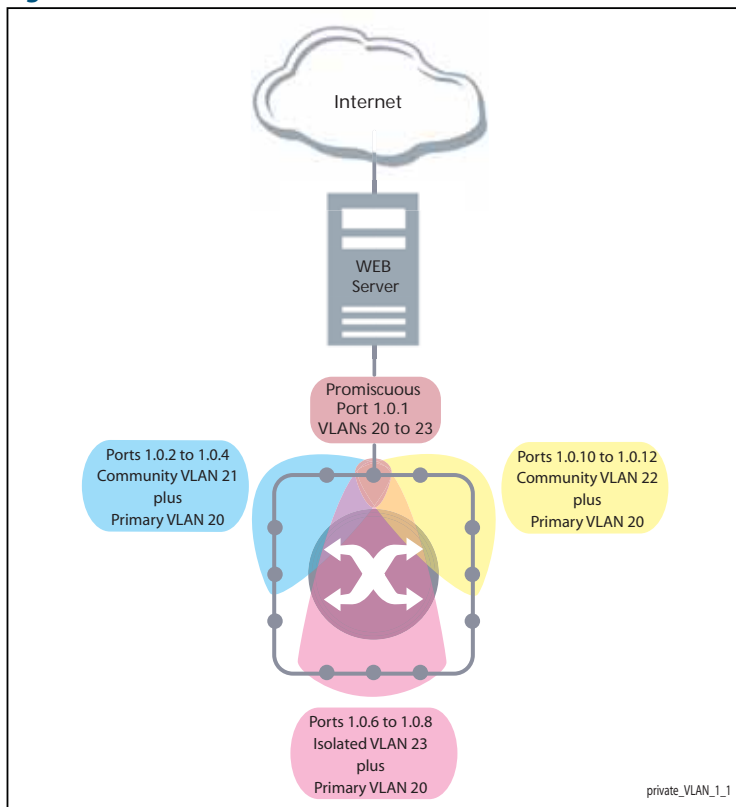 Internet
WEB
Server
Promiscuous
Port 1.0.1
VLANs 20 to 23
Ports 1.0.2 to 1.0.4
Community VLAN 21
plus
Primary VLAN 20
Ports 1.0.10 to 1.0.12
Community VLAN 22
plus
Primary VLAN 20
Ports 1.0.6 to 1.0.8
Isolated VLAN 23
plus
Primary VLAN 20
private_VLAN_1_1